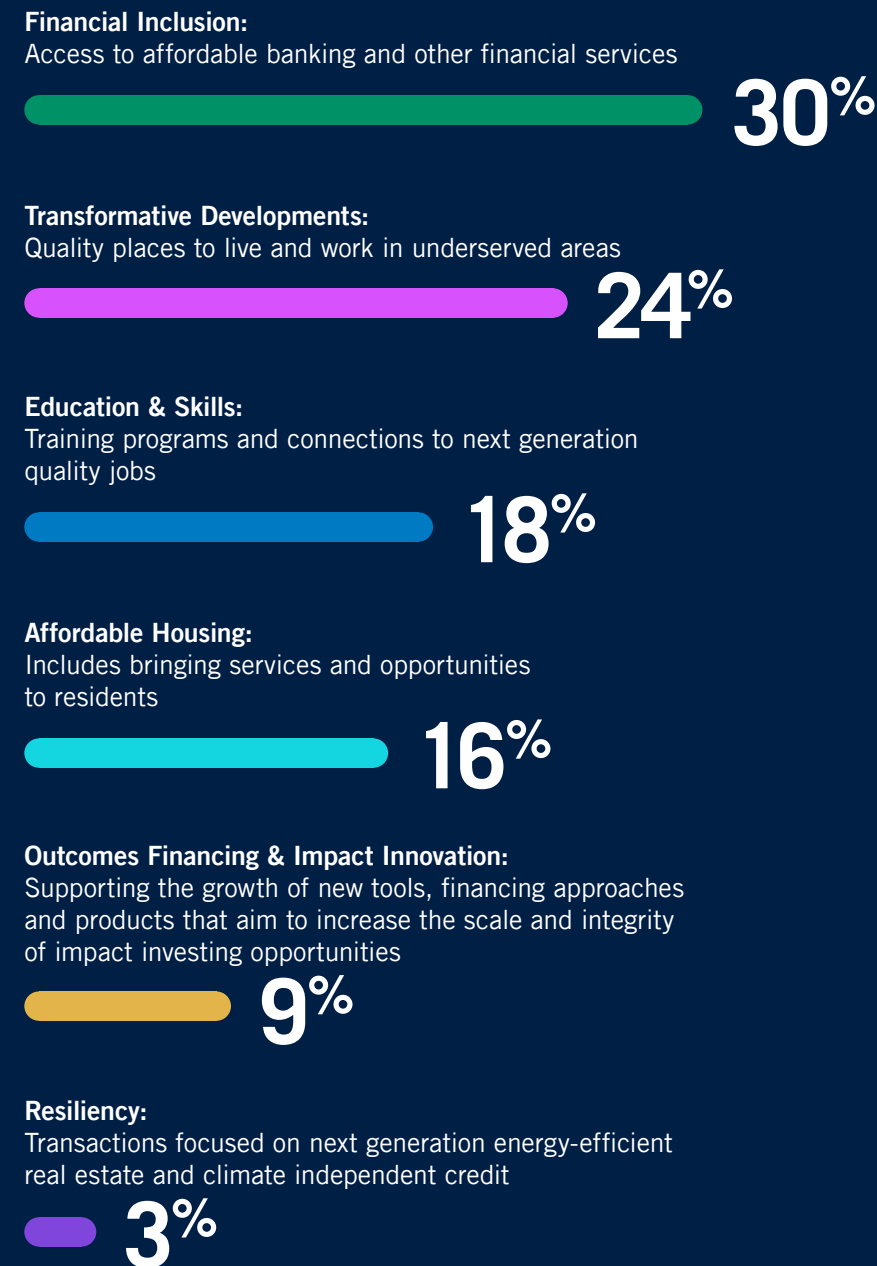 Financial Inclusion:
Access to affordable banking and other financial services
30%
Transformative Developments:
Quality places to live and work in underserved areas
24%
Education & Skills:
Training programs and connections to next generation
quality jobs
18%
Affordable Housing:
Includes bringing services and opportunities
to residents
16%
Outcomes Financing & Impact Innovation:
Supporting the growth of new tools, financing approaches
and products that aim to increase the scale and integrity
of impact investing opportunities
9%
Resiliency:
Transactions focused on next generation energy-efficient
real estate and climate independent credit
3%